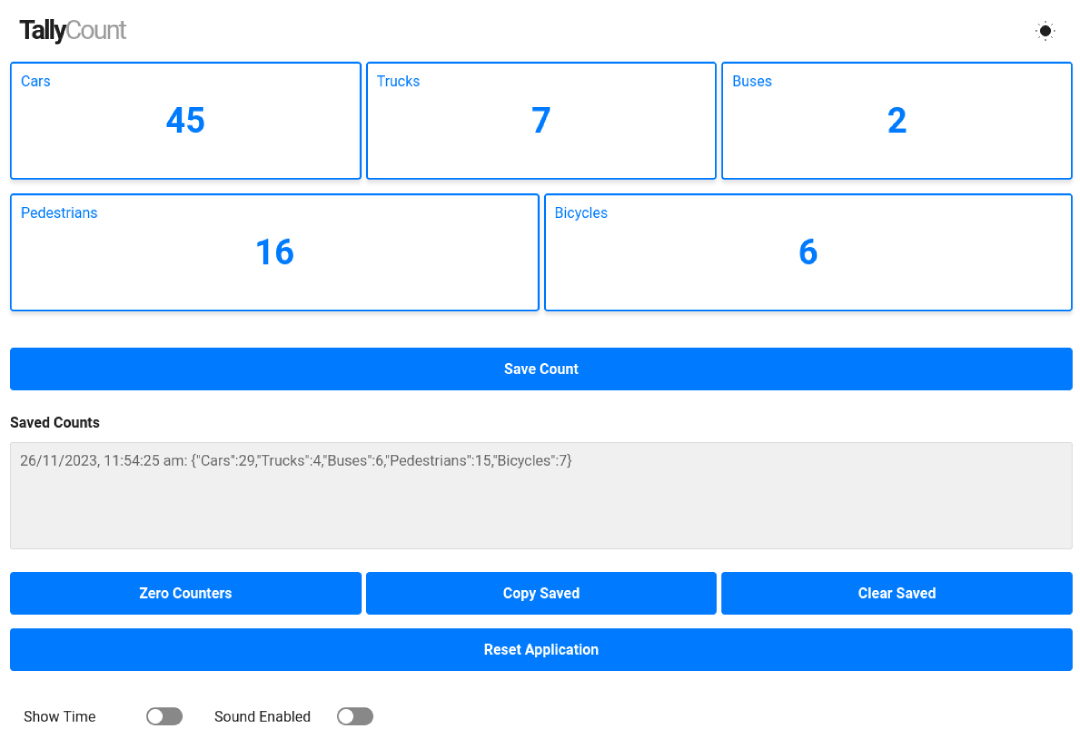 TallyCount
Cars
Trucks
Buses
45
7
2
Pedestrians
Bicycles
16
6
Save Count
Saved Counts
26/11/2023, 11:54:25 am: {"Cars":29,"Trucks":4,"Buses":6,"Pedestrians":15,"Bicycles":7}
Zero Counters
Copy Saved
Clear Saved
Reset Application
Show Time
Sound Enabled